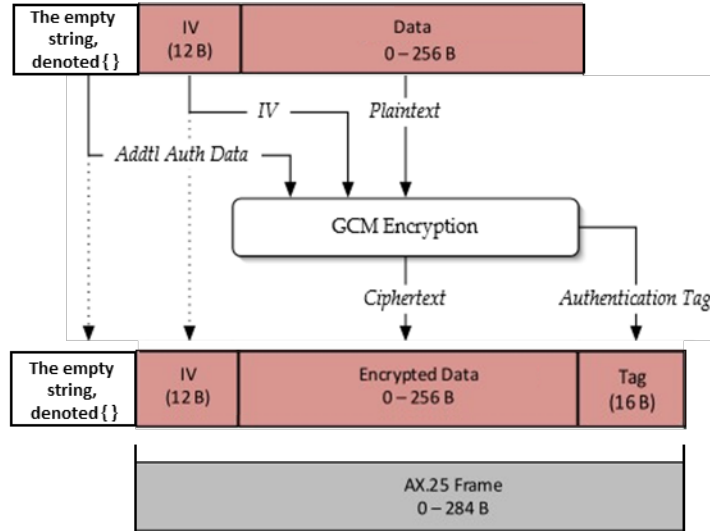 The empty
string,
denoted { }
IV
(12 B)
Data
0 – 256 B
IV
Plaintext
Addtl Auth Data
GCM Encryption
Ciphertext
Authentication Tag
The empty
string,
denoted { }
IV
(12 B)
Encrypted Data
0 – 256 B
Tag
(16 B)
AX.25 Frame
0 – 284 B